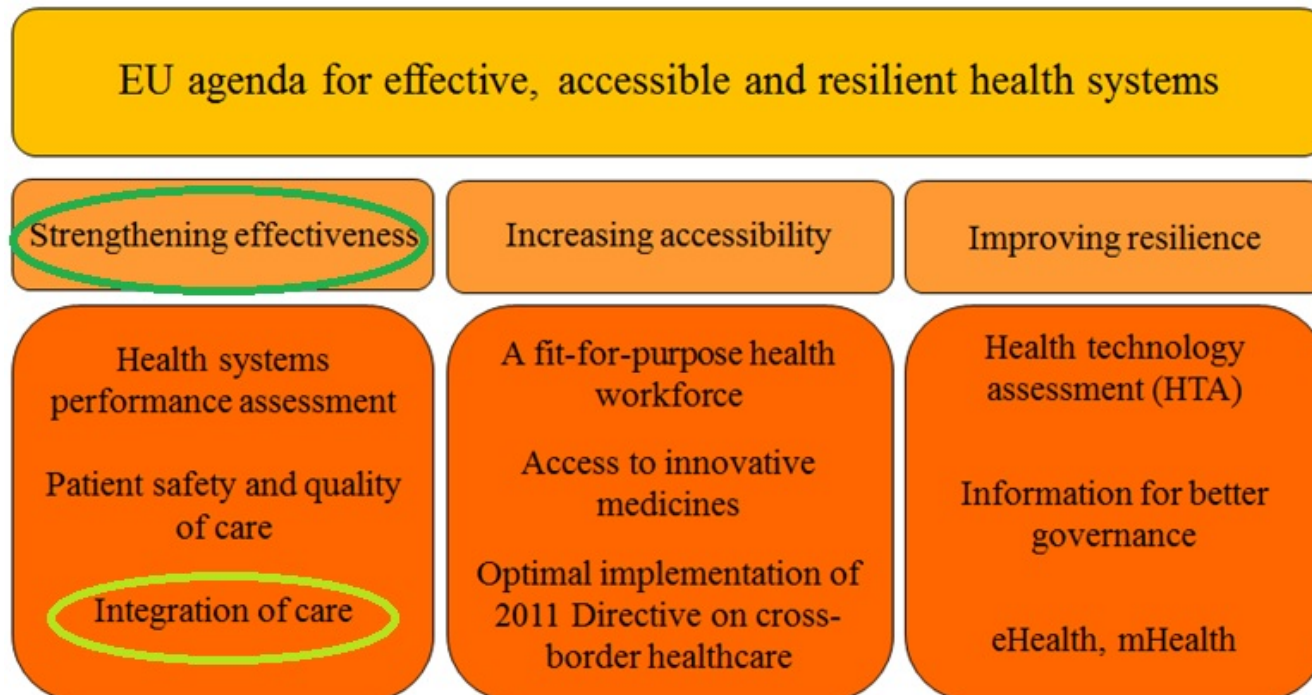 EU agenda for effective, accessible and resilient health systems
Strengthening effectiveness
Increasing accessibility
Improving resilience
Health systems
performance assessment
Patient safety and quality
of care
Integration of care
A fit-for-purpose health
workforce
Access to innovative
medicines
Optimal implementation of
2011 Directive on cross-
border healthcare
Health technology
assessment (HTA)
Information for better
governance
eHealth, mHealth